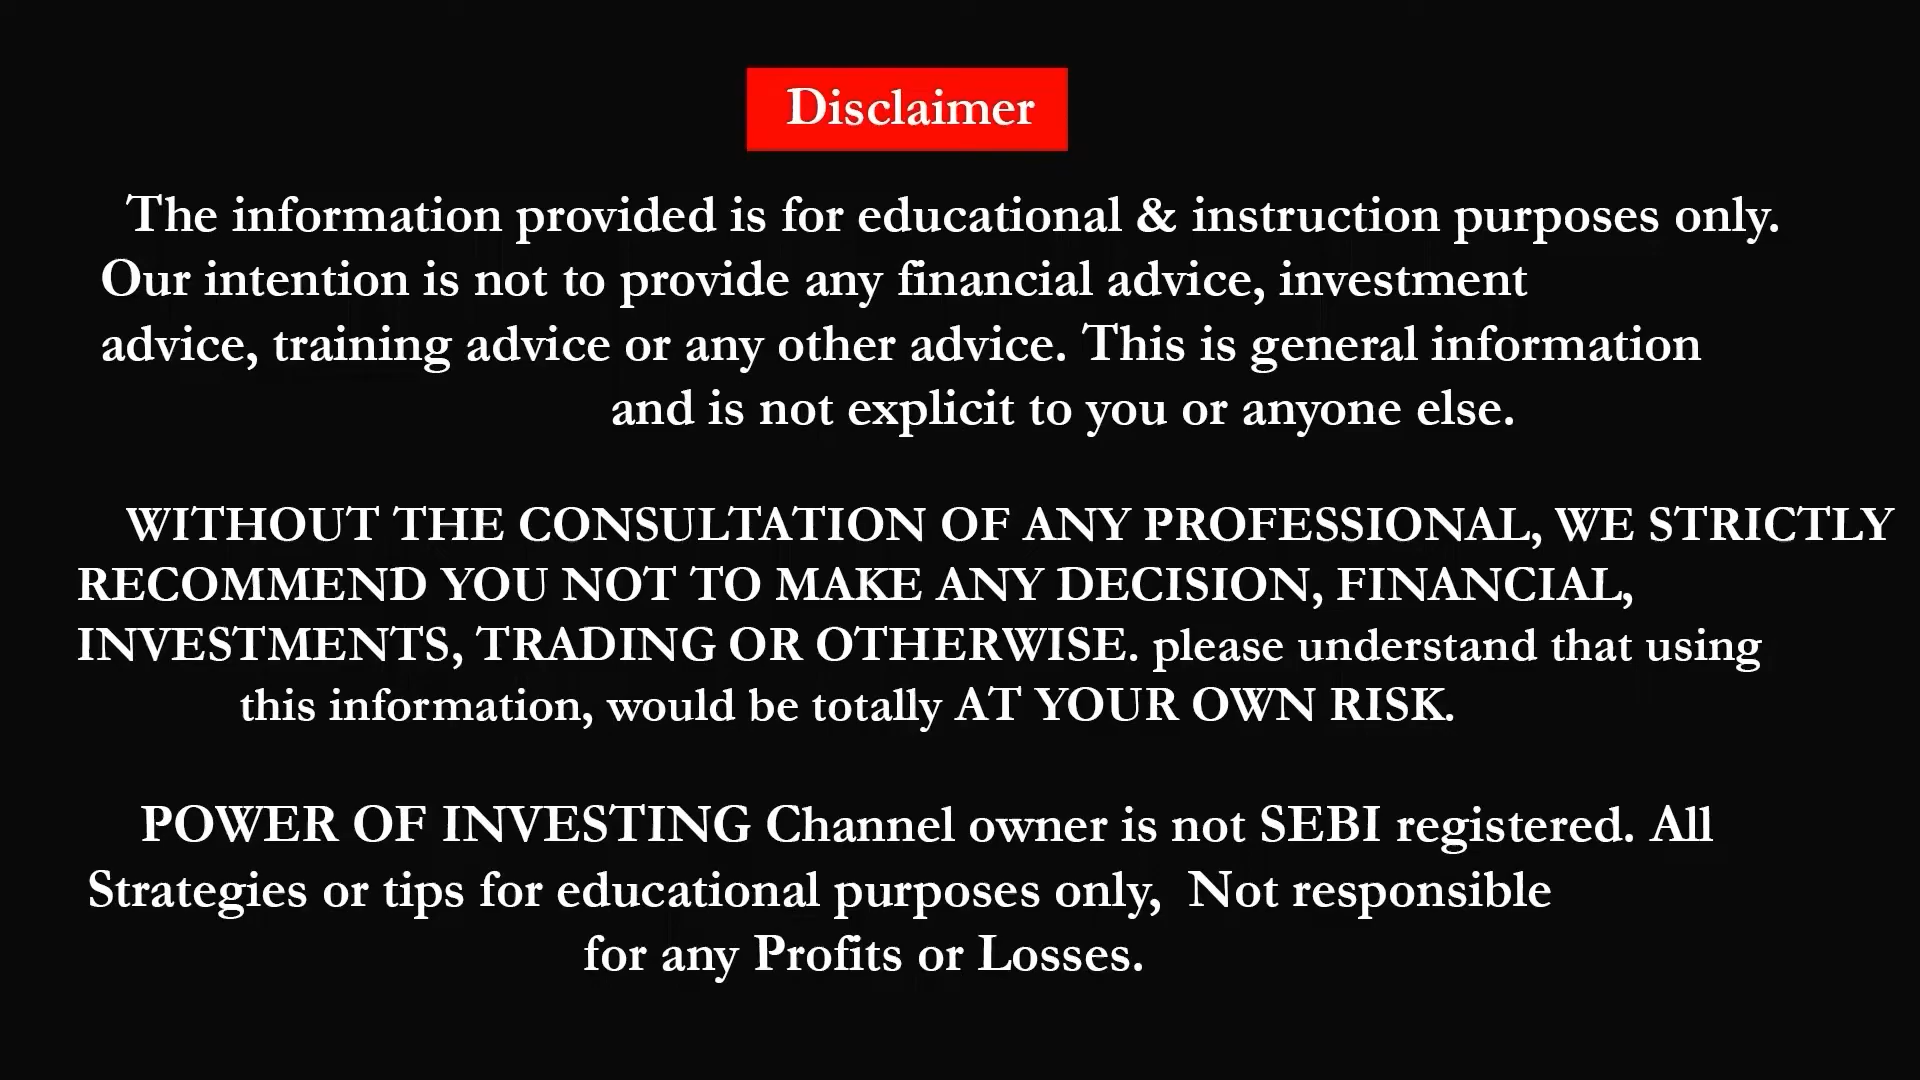 Disclaimer
The information provided is for educational & instruction purposes only.
Our intention is not to provide any financial advice, investment
advice, training advice or any other advice. This is general information
and is not explicit to you or anyone else.
WITHOUT THE CONSULTATION OF ANY PROFESSIONAL, WE STRICTLY
RECOMMEND YOU NOT TO MAKE ANY DECISION, FINANCIAL,
INVESTMENTS, TRADING OR OTHERWISE. please understand that using
this information, would be totally AT YOUR OWN RISK.
POWER OF INVESTING Channel owner is not SEBI registered. All
Strategies or tips for educational purposes only,  Not responsible
for any Profits or Losses.